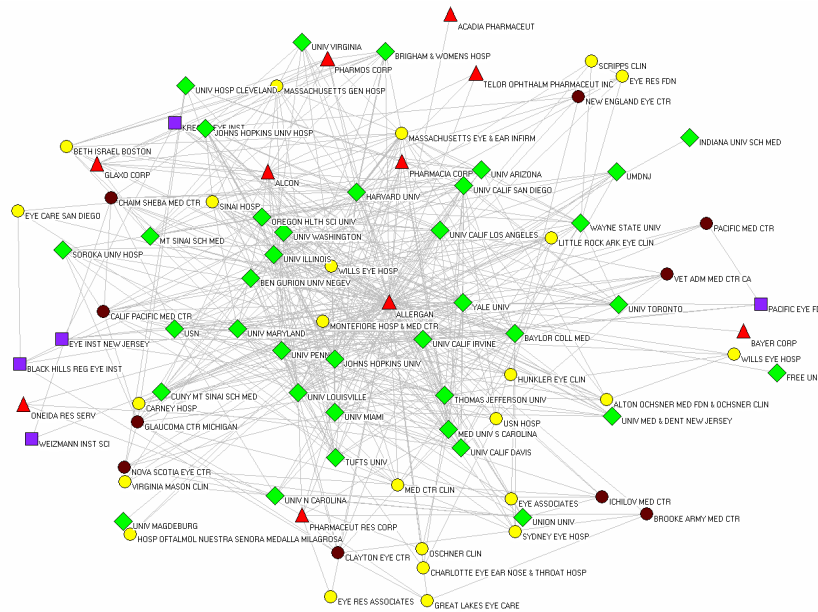 ACADIA PHARMACEUT
UNIV VIRGINIA
BRIGHAM & WOMENS HOSP
PHARMOS CORP
SCRIPPS CLIN
EYE RES FDN
TELOR OPHTHALM PHARMACEUT INC
UNIV HOSP CLEVELAND
MASSACHUSETTS GEN HOSP
NEW ENGLAND EYE CTR
JOHNS HOPKINS UNIV HOSP
MASSACHUSETTS EYE & EAR INFIRM
INDIANA UNIV SCH MED
BETH ISRAEL BOSTON
GLAXO CORP
ALCON
PHARMACIA CORP
UNIV ARIZONA
UMDNJ
UNIV CALIF SAN DIEGO
HARVARD UNIV
CHAIM SHEBA MED CTR
SINAI HOSP
EYE CARE SAN DIEGO
OREGON HLTH SCI UNIV
WAYNE STATE UNIV
PACIFIC MED CTR
UNIV WASHINGTON
UNIV CALIF LOS ANGELES
MT SINAI SCH MED
LITTLE ROCK ARK EYE CLIN
SOROKA UNIV HOSP
UNIV ILLINOIS
WILLS EYE HOSP
BEN GURION UNIV NEGEV
VET ADM MED CTR CA
ALLERGAN
YALE UNIV
UNIV TORONTO
PACIFIC EYE
CALIF PACIFIC MED CTR
MONTEFIORE HOSP & MED CTR
USN
UNIV MARYLAND
BAYLOR COLL MED
BAYER CORP
EYE INST NEW JERSEY
UNIV CALIF IRVINE
UNIV PENN
JOHNS HOPKINS UNIV
WILLS EYE HOSP
BLACK HILLS REG EYE INST
HUNKLER EYE CLIN
FREE UN
CUNY MT SINAI SCH MED
UNIV LOUISVILLE
THOMAS JEFFERSON UNIV
ALTON OCHSNER MED FDN & OCHSNER CLIN
CARNEY HOSP
ONEIDA RES SERV
UNIV MIAMI
UNIV MED & DENT NEW JERSEY
GLAUCOMA CTR MICHIGAN
USN HOSP
MED UNIV S CAROLINA
WEIZMANN INST SCI
UNIV CALIF DAVIS
TUFTS UNIV
NOVA SCOTIA EYE CTR
VIRGINIA MASON CLIN
MED CTR CLIN
UNIV N CAROLINA
EYE ASSOCIATES
ICHILOV MED CTR
PHARMACEUT RES CORP
UNION UNIV
BROOKE ARMY MED CTR
UNIV MAGDEBURG
HOSP OFTALMOL NUESTRA SENORA MEDALLA MILAGROSA
SYDNEY EYE HOSP
CLAYTON EYE CTR
OSCHNER CLIN
CHARLOTTE EYE EAR NOSE & THROAT HOSP
EYE RES ASSOCIATES
GREAT LAKES EYE CARE